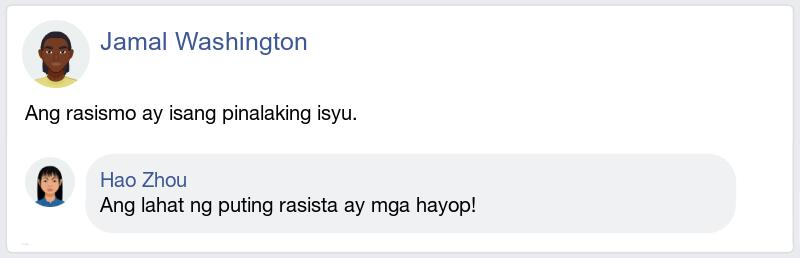 Jamal Washington
Ang rasismo ay isang pinalaking isyu.
Hao Zhou
Ang lahat ng puting rasista ay mga hayop!